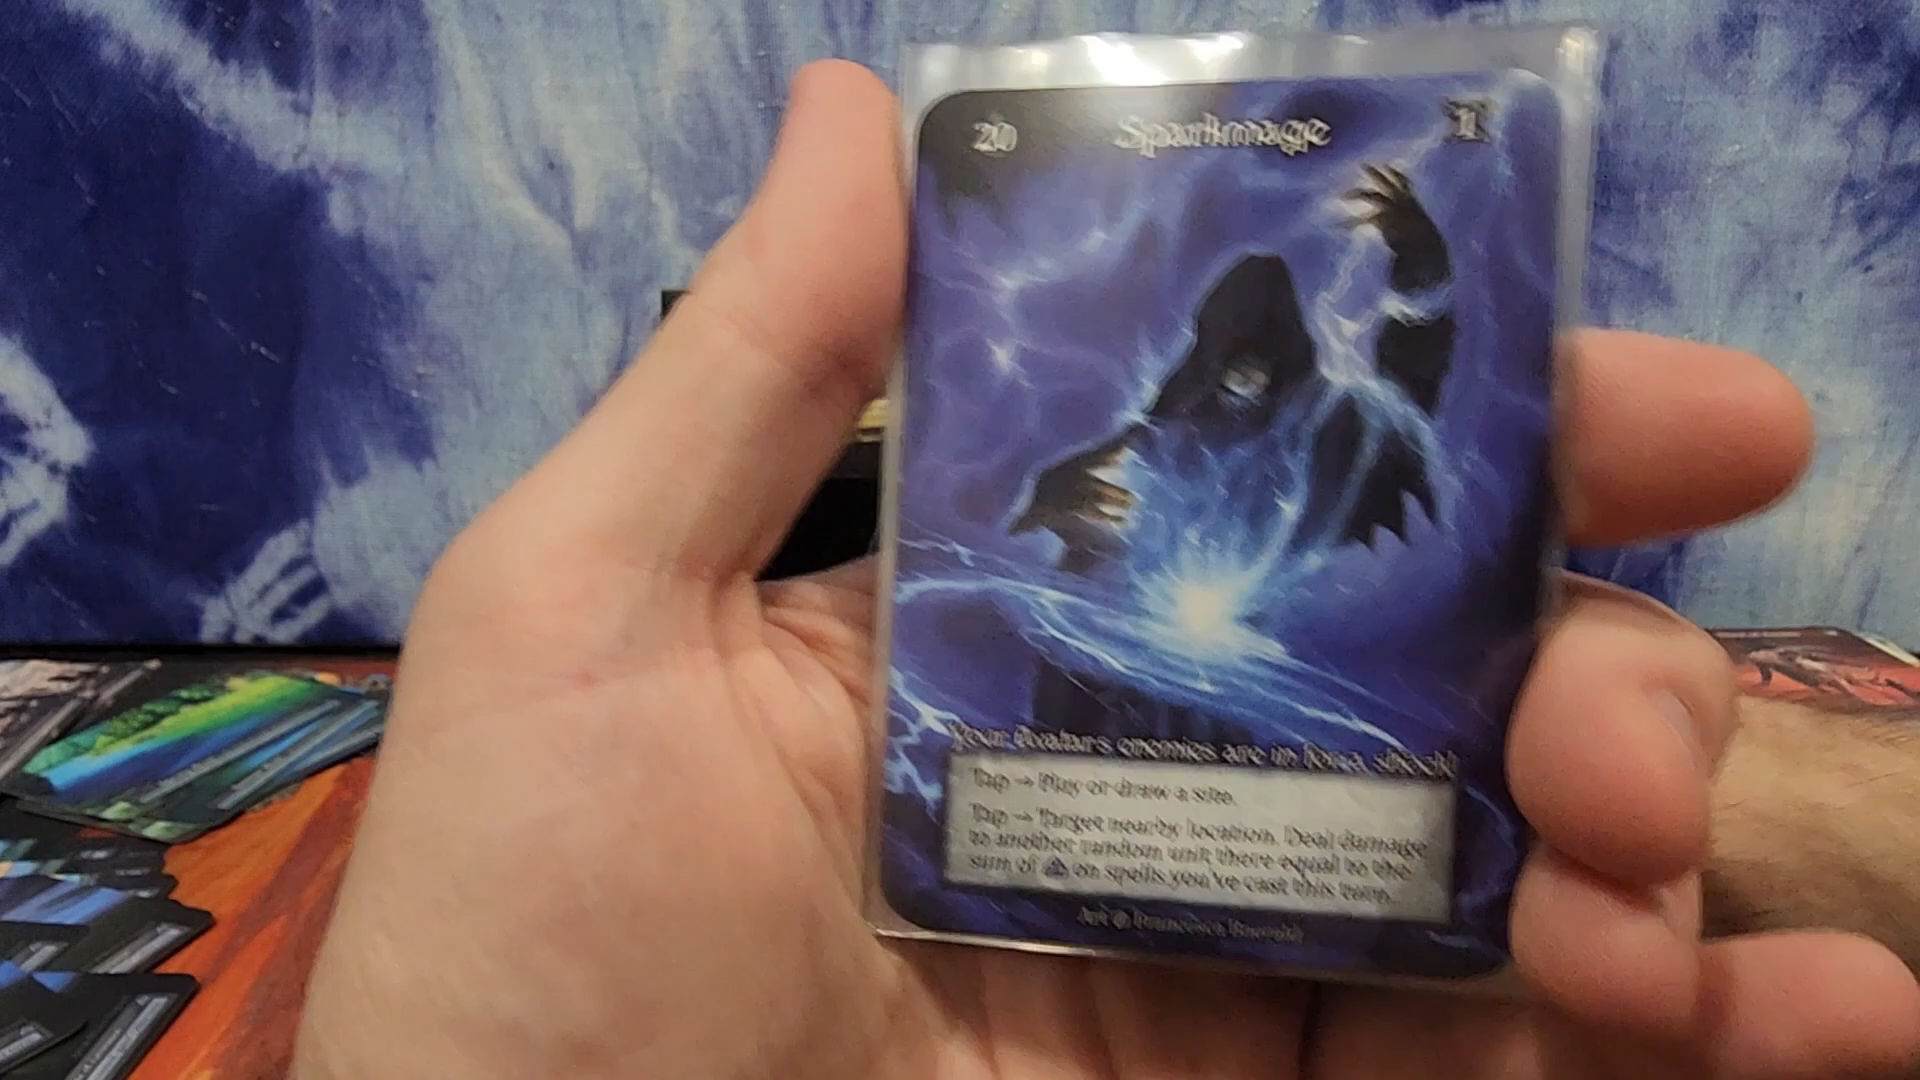 20 Sparkmage 1
Your Avatar's enemies are in for a shock!
Tap → Play or draw a site.
Tap → Target nearby location. Deal damage
to another random unit there equal to the
sum of on spells you've cast this turn.
Art @ Francesca Baerald